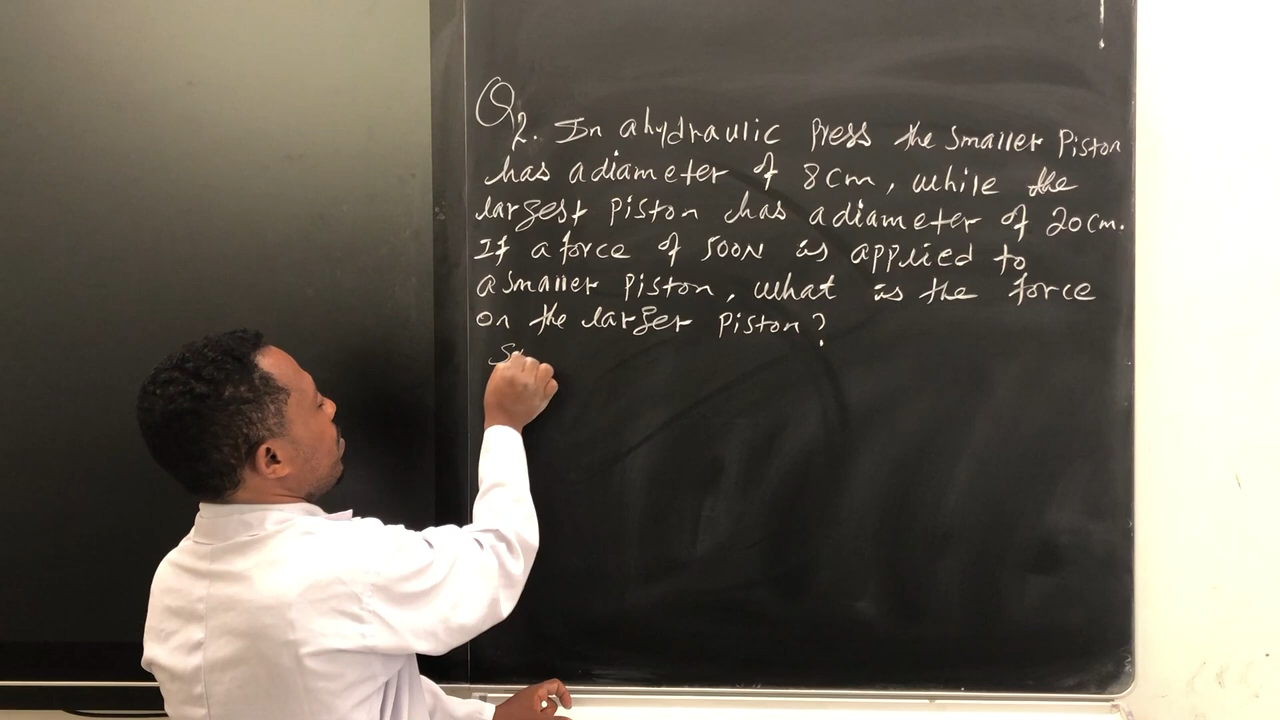 Q2. In a hydraulic press the smaller piston
has a diameter of 8cm, while the
largest piston has a diameter of 20cm.
If a force of 500N is applied to
a smaller piston, what is the force
on the larger piston?